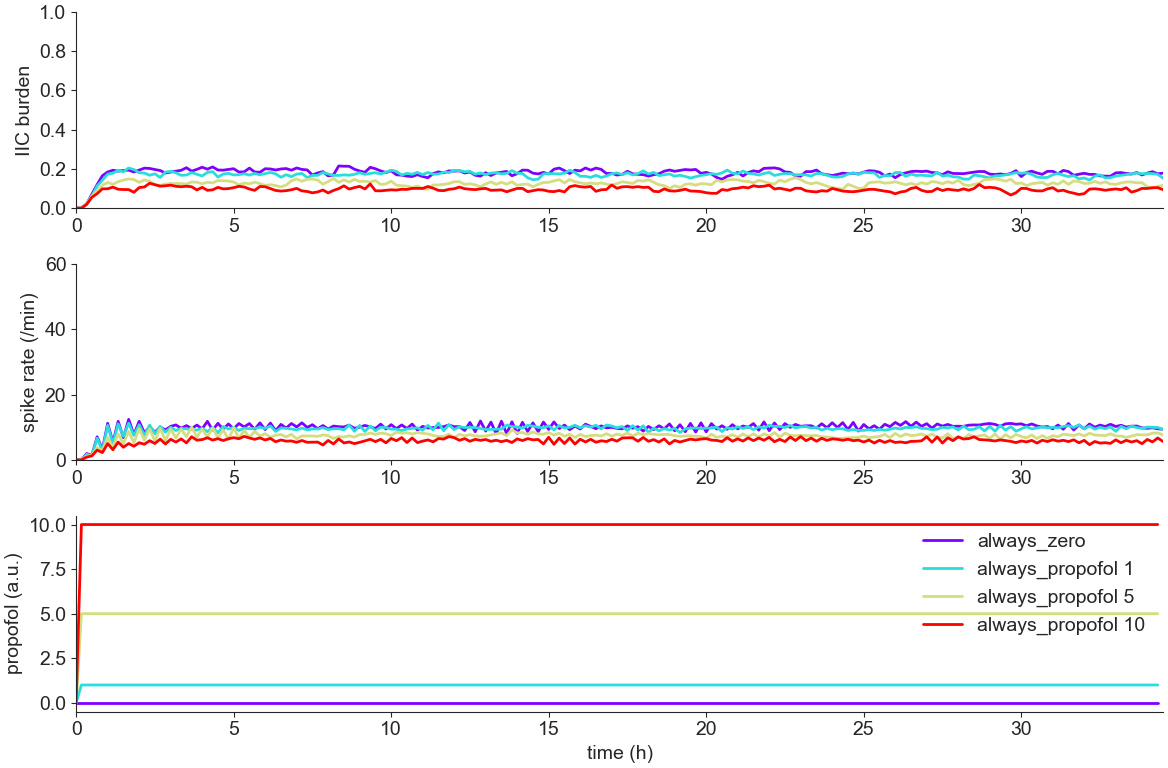 1.0
0.8
0.6
0.4
0.2
0.0
IIC burden
0 5 10 15 20 25 30
60
40
20
0
spike rate (/min)
0 5 10 15 20 25 30
10.0
7.5
5.0
2.5
0.0
propofol (a.u.)
always_zero
always_propofol 1
always_propofol 5
always_propofol 10
0 5 10 15 20 25 30
time (h)